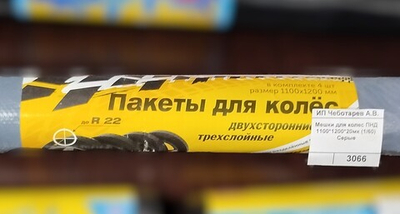 в комплекте 4 шт
размер 1100х1200 мм
Пакеты для колёс
до R 22
двухсторонние
трехслойные
ИП Чеботарев А.В.
Мешки для колес ПНД
1100*1200*20мк (1/60)
Серые
3066